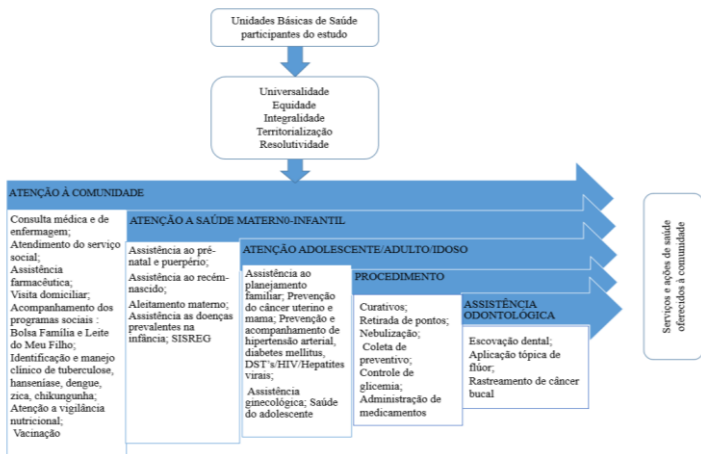 Unidades Básicas de Saúde
participantes do estudo
Universalidade
Equidade
Integralidade
Territorialização
Resolutividade
ATENÇÃO À COMUNIDADE
Consulta médica e de
enfermagem;
Atendimento do serviço
social;
Assistência
farmacêutica;
Visita domiciliar;
Acompanhamento dos
programas sociais :
Bolsa Família e Leite
do Meu Filho;
Identificação e manejo
clínico de tuberculose,
hanseníase, dengue,
zica, chikungunha;
Atenção a vigilância
nutricional;
Vacinação
ATENÇÃO A SAÚDE MATERN0-INFANTIL
Assistência ao pré-
natal e puerpério;
Assistência ao recém-
nascido;
Aleitamento materno;
Assistência as doenças
prevalentes na
infância; SISREG
ATENÇÃO ADOLESCENTE/ADULTO/IDOSO
Assistência ao
planejamento
familiar; Prevenção
do câncer uterino e
mama; Prevenção e
acompanhamento de
hipertensão arterial,
diabetes mellitus,
DST's/HIV/Hepatites
virais;
Assistência
ginecológica; Saúde
do adolescente
PROCEDIMENTO
Curativos;
Retirada de pontos;
Nebulização;
Coleta de
preventivo;
Controle de
glicemia;
Administração de
medicamentos
ASSISTÊNCIA
ODONTOLÓGICA
Escovação dental;
Aplicação tópica de
flúor;
Rastreamento de câncer
bucal
Serviços e ações de saúde
oferecidos à comunidade